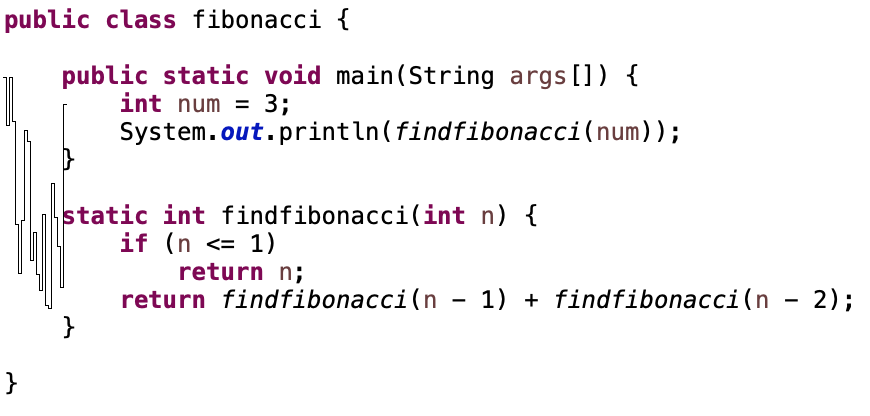 public class fibonacci {
public static void main(String args[]) {
int num = 3;
System.out.println(findfibonacci(num));
}
static int findfibonacci(int n) {
if (n <= 1)
return n;
return findfibonacci(n - 1) + findfibonacci(n - 2);
}
}